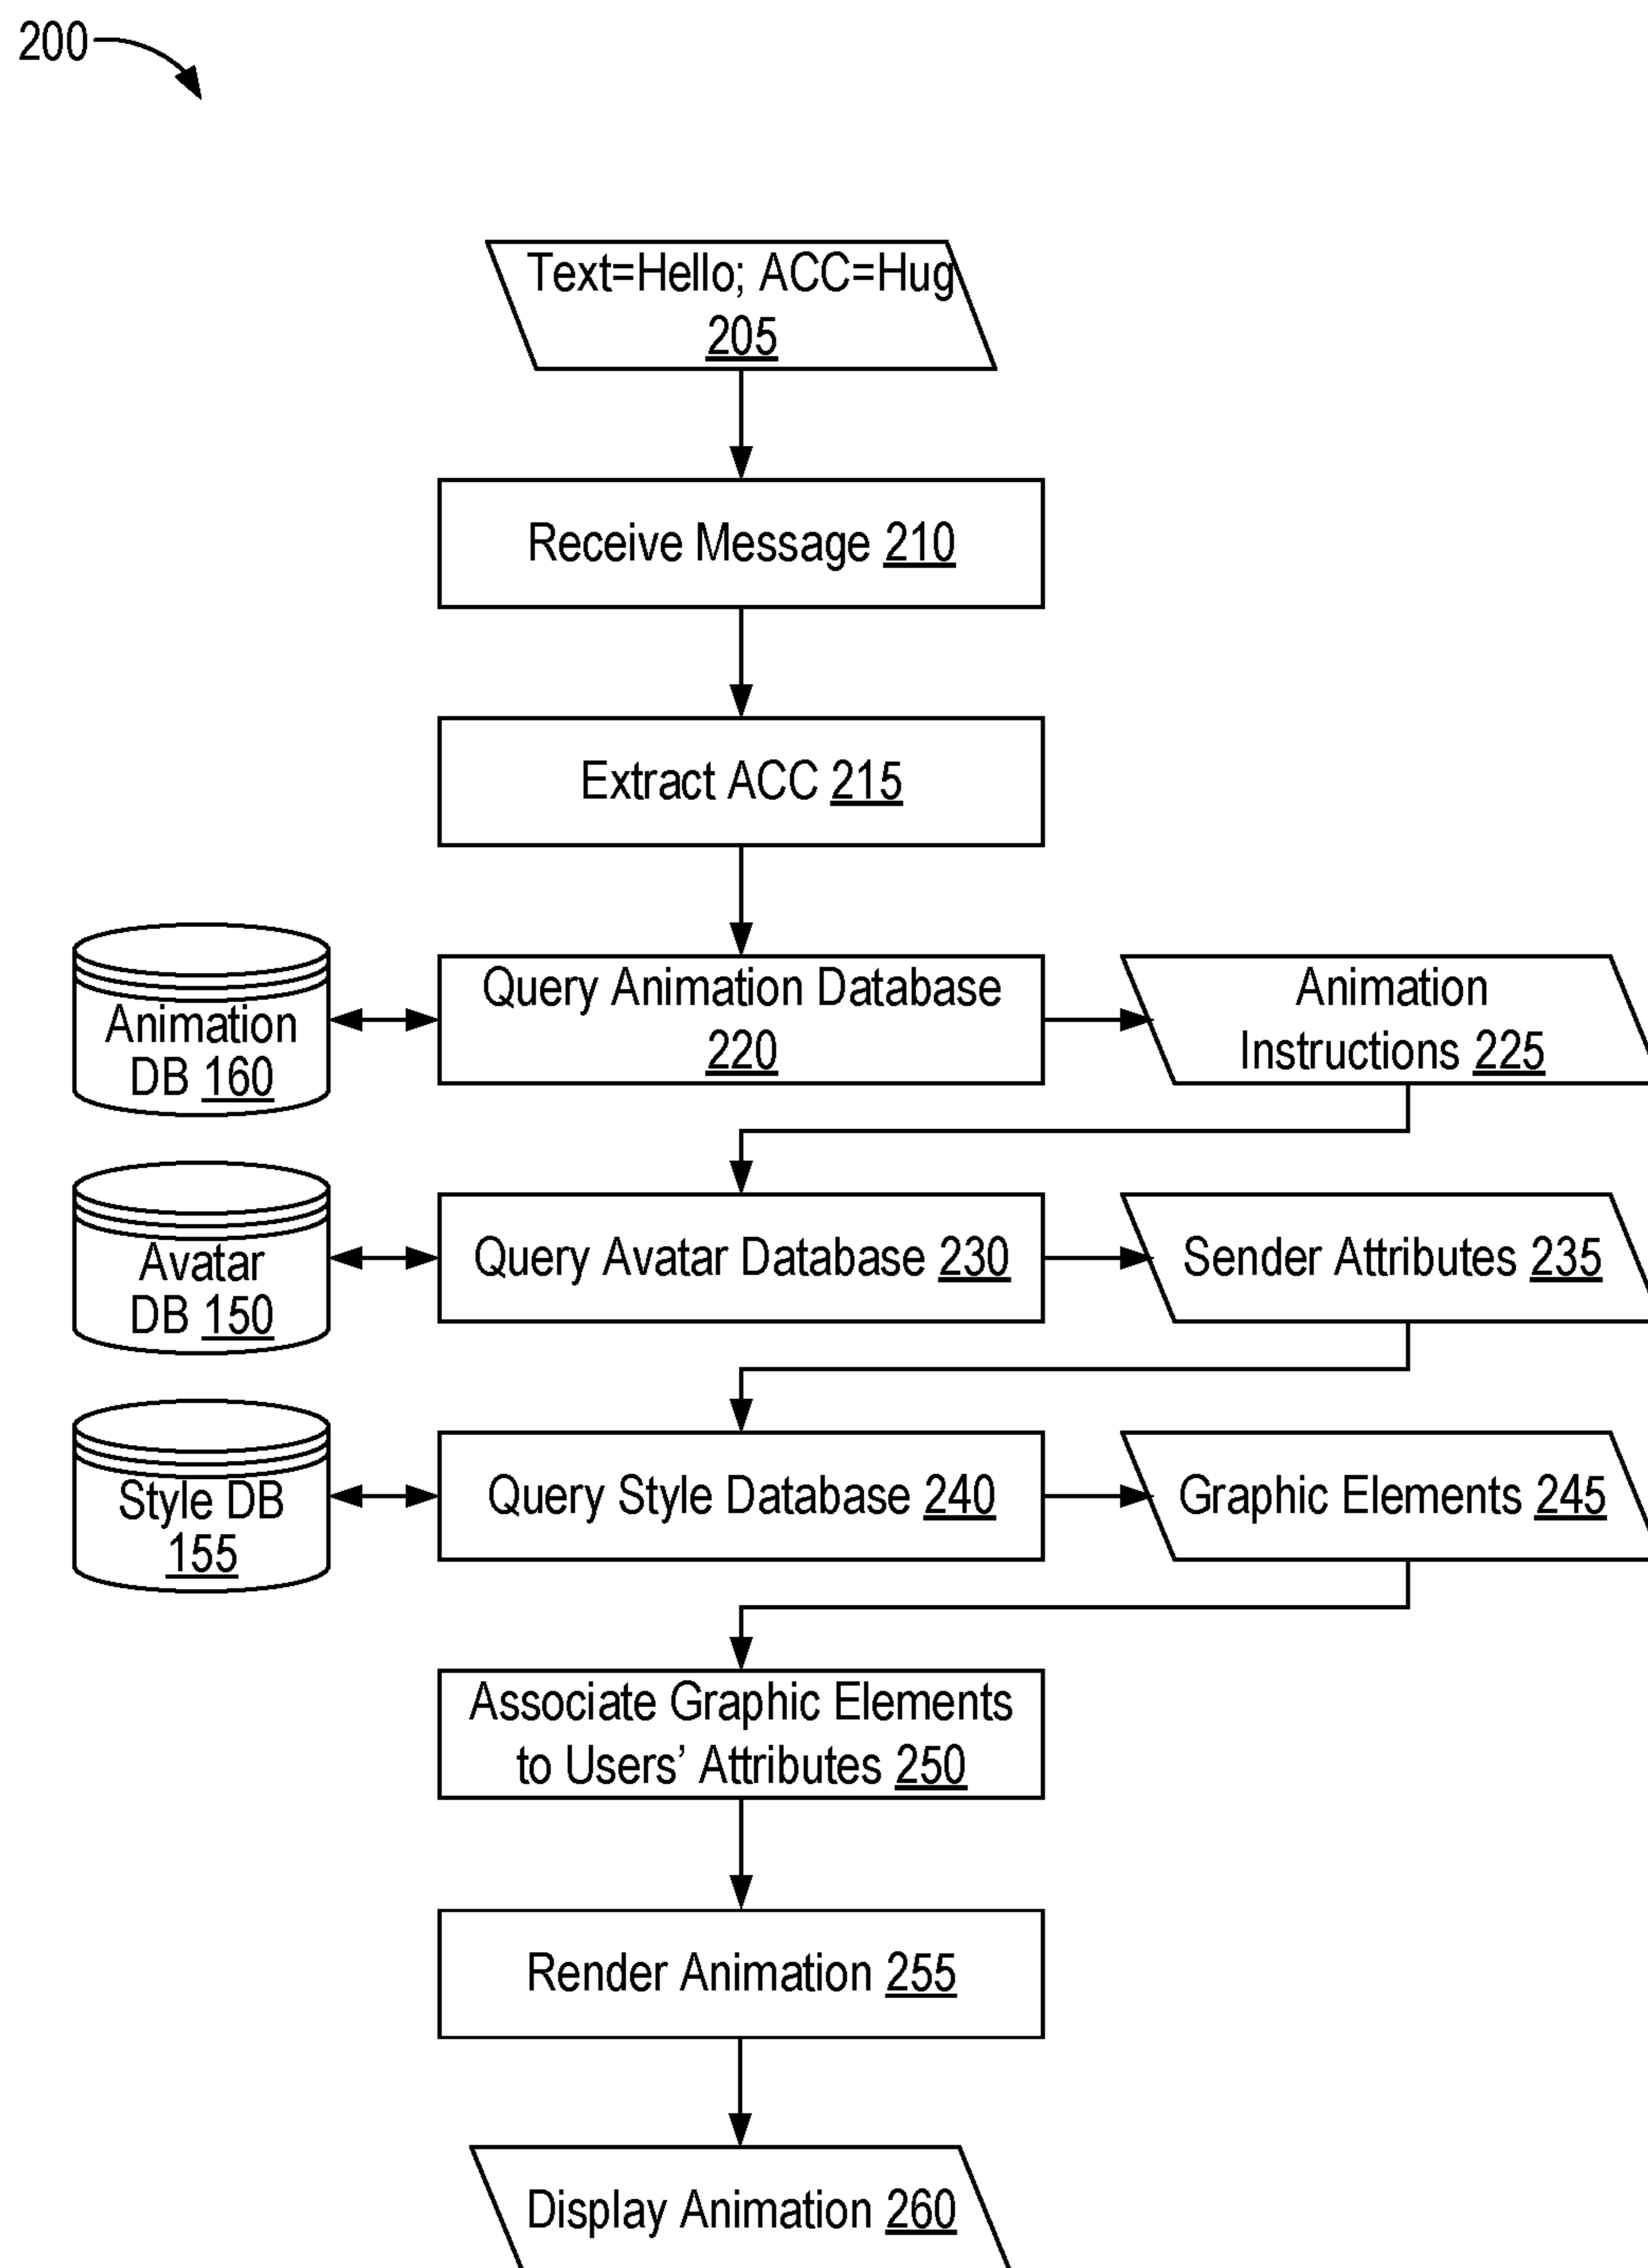 200
Text=Hello; ACC=Hug
205
Receive Message 210
Extract ACC 215
Animation
DB 160
Query Animation Database
220
Animation
Instructions 225
Avatar
DB 150
Query Avatar Database 230
Sender Attributes 235
Style DB
155
Query Style Database 240
Graphic Elements 245
Associate Graphic Elements
to Users’ Attributes 250
Render Animation 255
Display Animation 260